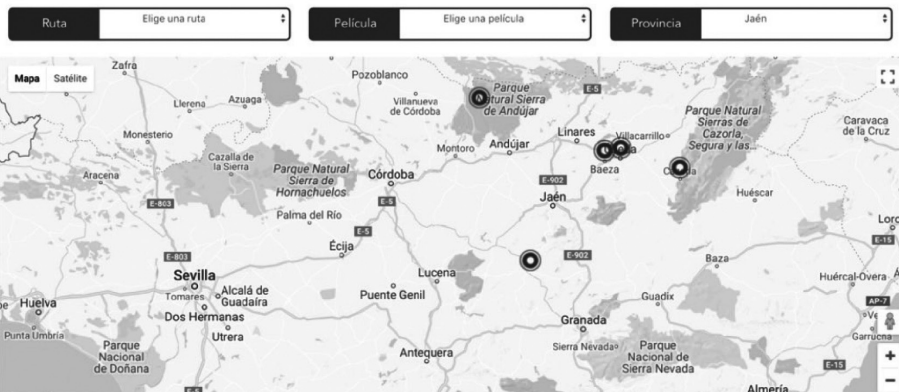 Ruta Elige una ruta Película Elige una película Provincia Jaén
Mapa Satélite
Zafra
Llerena
Azuaga
Pozoblanco
Villanueva
de Córdoba
Parque
Natural Sierra
de Andújar
E-5
Parque Natural
Sierras de
Cazorla,
Segura y las...
Caravaca
de la Cruz
Monesterio
Montoro
Andújar
Linares
Villacarrillo
Baeza
Aracena
Cazalla de
la Sierra
Parque Natural
Sierra de
Hornachuelos
Córdoba
E-902
Jaén
Huéscar
E-803
E-5
Palma del Río
E-5
Écija
E-803
E-902
Baza
E-15
Sevilla
Tomares
Alcalá de
Guadaíra
Dos Hermanas
Utrera
Lucena
Puente Genil
Guadix
Huércal-Overa
AP-7
Huelva
Punta Umbría
Parque
Nacional
de Doñana
Antequera
Granada
Sierra Nevada
Parque
Nacional de
Sierra Nevada
Garrucha
E-15
Almería
E-5